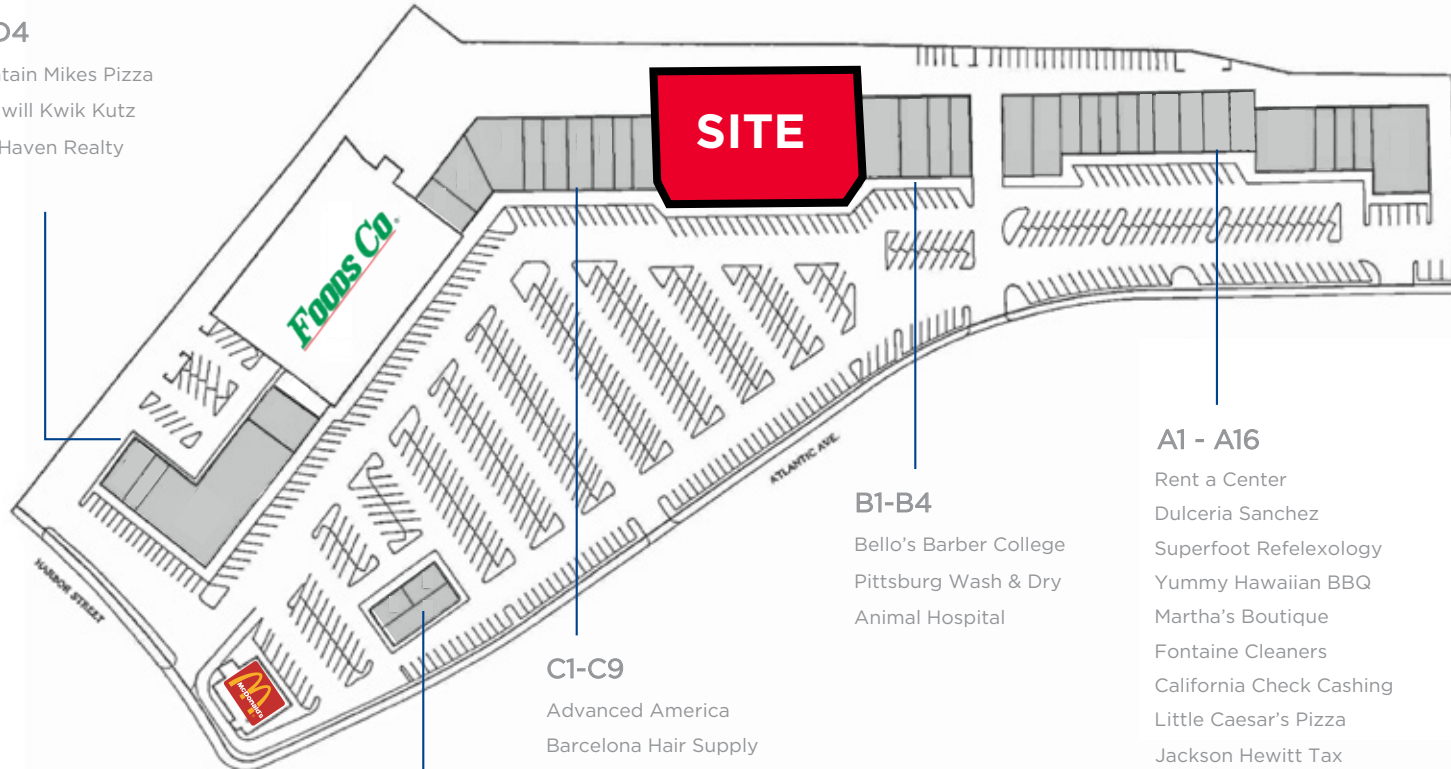 D4
tain Mikes Pizza
will Kwik Kutz
Haven Realty
SITE
Foods Co.
HARBOR STREET
McDonald's
ATLANTIC AVE.
C1-C9
Advanced America
Barcelona Hair Supply
B1-B4
Bello's Barber College
Pittsburg Wash & Dry
Animal Hospital
A1 - A16
Rent a Center
Dulceria Sanchez
Superfoot Refelexology
Yummy Hawaiian BBQ
Martha's Boutique
Fontaine Cleaners
California Check Cashing
Little Caesar's Pizza
Jackson Hewitt Tax